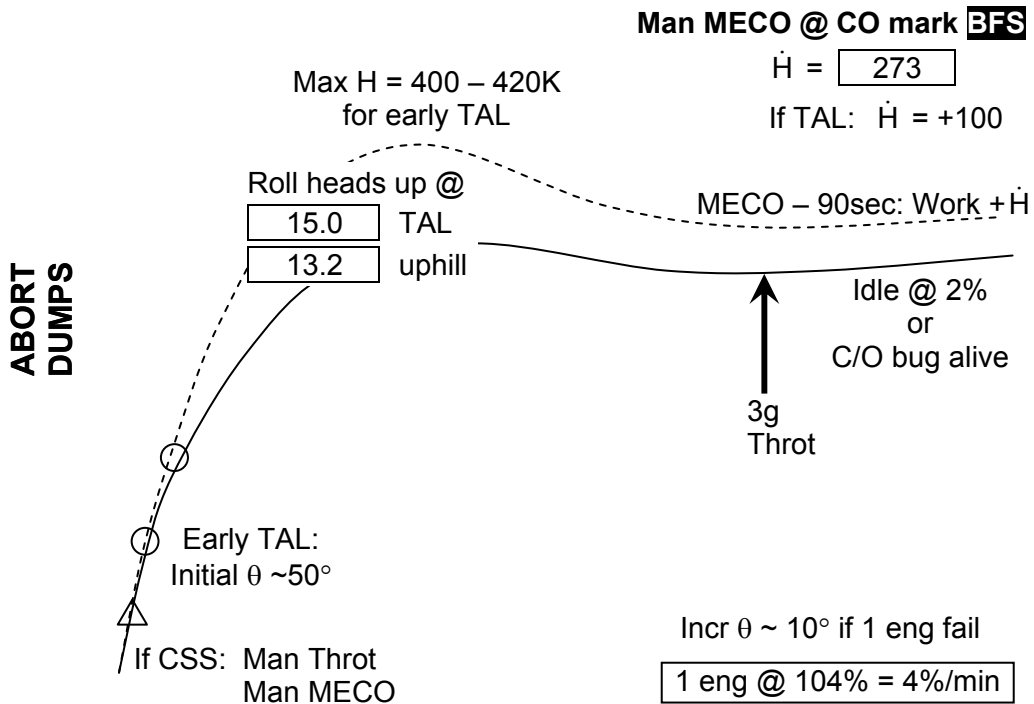 Man MECO @ CO mark BFS
Ḣ = 273
If TAL: Ḣ = +100
Max H = 400 – 420K
for early TAL
Roll heads up @
15.0 TAL
13.2 uphill
MECO – 90sec: Work +Ḣ
ABORT
DUMPS
Idle @ 2%
or
C/O bug alive
3g
Throt
Early TAL:
Initial θ ~50°
If CSS: Man Throt
Man MECO
Incr θ ~ 10° if 1 eng fail
1 eng @ 104% = 4%/min